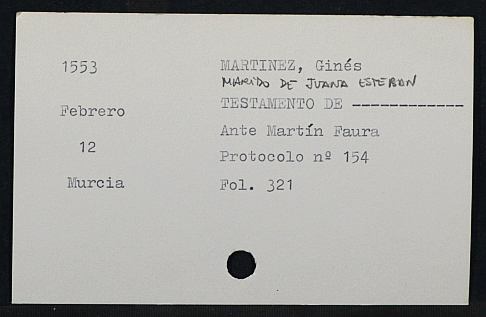 1553
Febrero
12
Murcia
MARTINEZ, Ginés
MARIDO DE JUANA ESTEBAN
TESTAMENTO DE ------------
Ante Martín Faura
Protocolo nº 154
Fol. 321